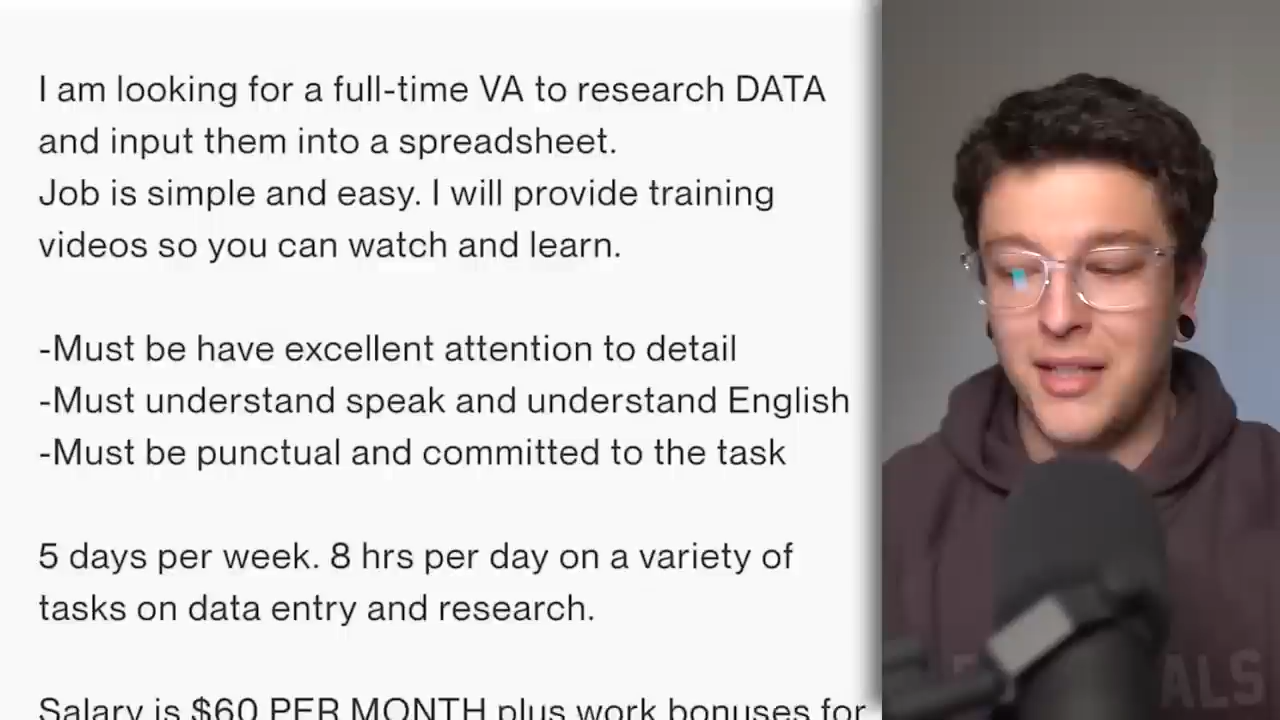 I am looking for a full-time VA to research DATA
and input them into a spreadsheet.
Job is simple and easy. I will provide training
videos so you can watch and learn.
-Must be have excellent attention to detail
-Must understand speak and understand English
-Must be punctual and committed to the task
5 days per week. 8 hrs per day on a variety of
tasks on data entry and research.
Salary is $60 PER MONTH plus work bonuses for